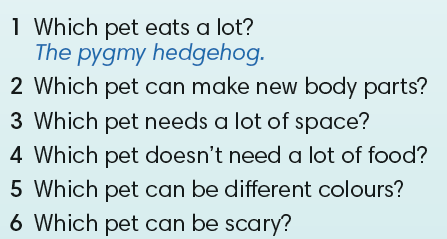 1 Which pet eats a lot?
The pygmy hedgehog.
2 Which pet can make new body parts?
3 Which pet needs a lot of space?
4 Which pet doesn't need a lot of food?
5 Which pet can be different colours?
6 Which pet can be scary?